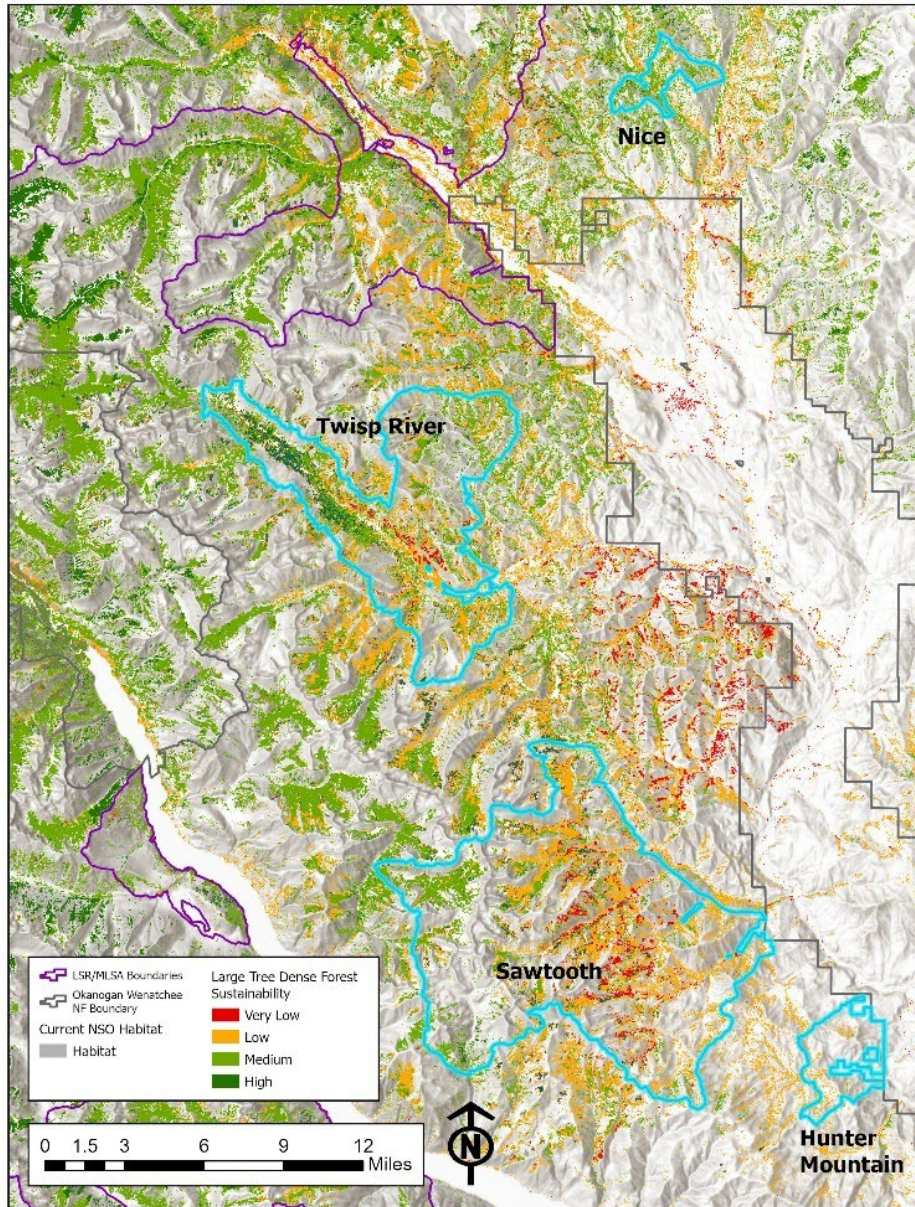 Nice
Twisp River
Sawtooth
Hunter
Mountain
LSR/MLSA Boundaries
Okanogan Wenatchee
NF Boundary
Current NSO Habitat
Habitat
Large Tree Dense Forest
Sustainability
Very Low
Low
Medium
High
0 1.5 3 6 9 12
Miles
N